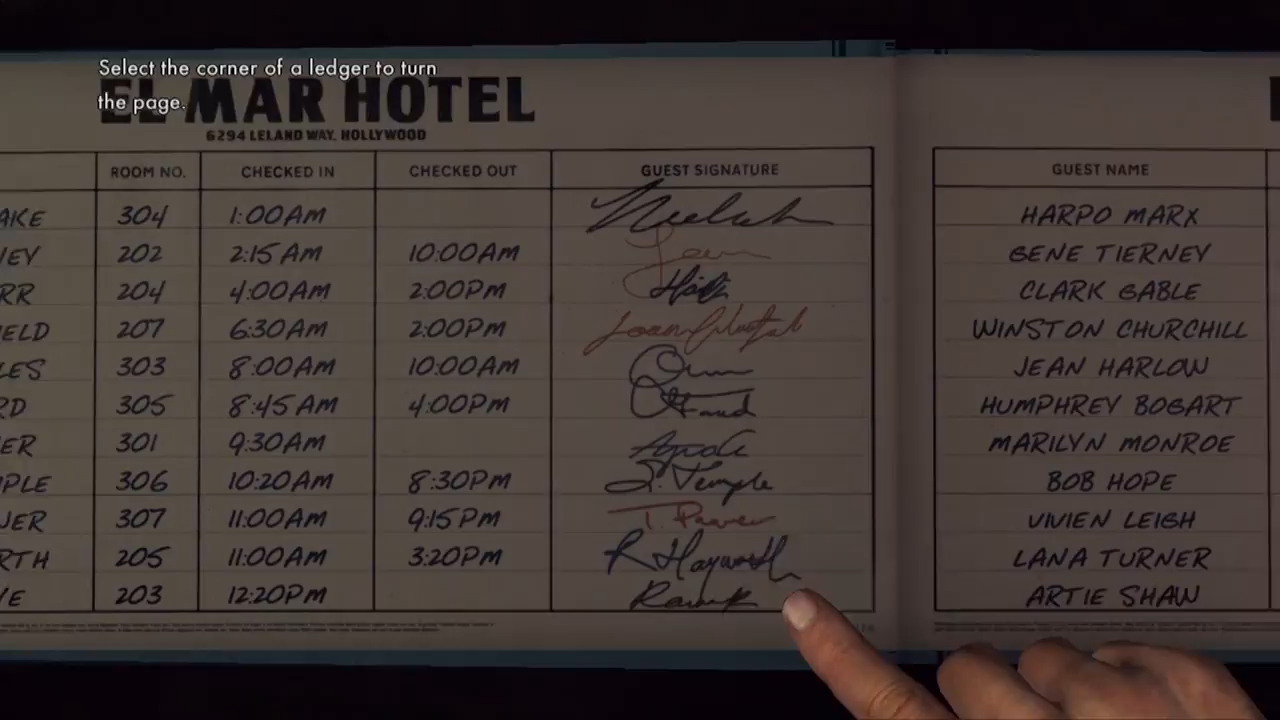 Select the corner of a ledger to turn
the page.
EL MAR HOTEL
6294 LELAND WAY. HOLLYWOOD
ROOM NO. CHECKED IN CHECKED OUT GUEST SIGNATURE
AKE 304 1:00AM
EY 202 2:15AM 10:00AM
RR 204 4:00AM 2:00PM
ELD 207 6:30AM 2:00PM
LES 303 8:00AM 10:00AM
RD 305 8:45AM 4:00PM
ER 301 9:30AM
PLE 306 10:20AM 8:30PM S. Temple
ER 307 11:00AM 9:15PM T. Power
RTH 205 11:00AM 3:20PM R Hayworth
VE 203 12:20PM
GUEST NAME
HARPO MARX
GENE TIERNEY
CLARK GABLE
WINSTON CHURCHILL
JEAN HARLOW
HUMPHREY BOGART
MARILYN MONROE
BOB HOPE
VIVIEN LEIGH
LANA TURNER
ARTIE SHAW